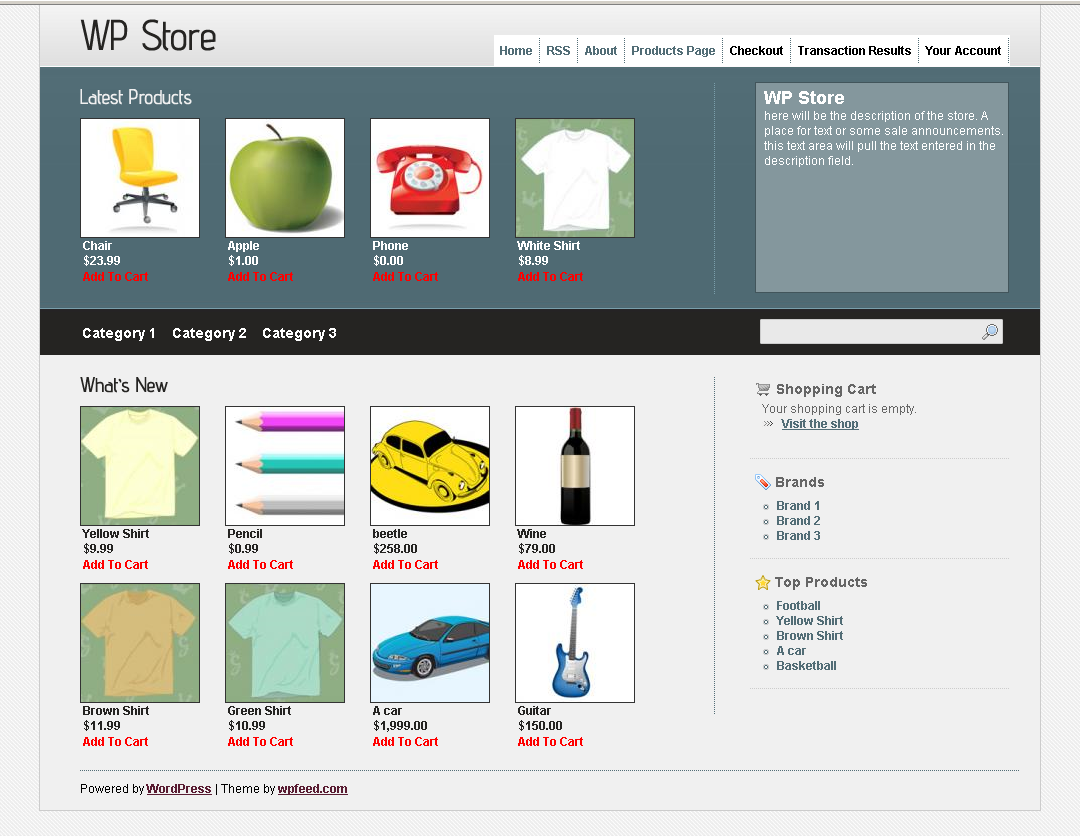 WP Store
Home RSS About Products Page Checkout Transaction Results Your Account
Latest Products
Chair
$23.99
Add To Cart
Apple
$1.00
Add To Cart
Phone
$0.00
Add To Cart
White Shirt
$8.99
Add To Cart
WP Store
here will be the description of the store. A
place for text or some sale announcements.
this text area will pull the text entered in the
description field.
Category 1 Category 2 Category 3
What's New
Yellow Shirt
$9.99
Add To Cart
Pencil
$0.99
Add To Cart
beetle
$258.00
Add To Cart
Wine
$79.00
Add To Cart
Brown Shirt
$11.99
Add To Cart
Green Shirt
$10.99
Add To Cart
A car
$1,999.00
Add To Cart
Guitar
$150.00
Add To Cart
Shopping Cart
Your shopping cart is empty.
Visit the shop
Brands
Brand 1
Brand 2
Brand 3
Top Products
Football
Yellow Shirt
Brown Shirt
A car
Basketball
Powered by WordPress | Theme by wpfeed.com